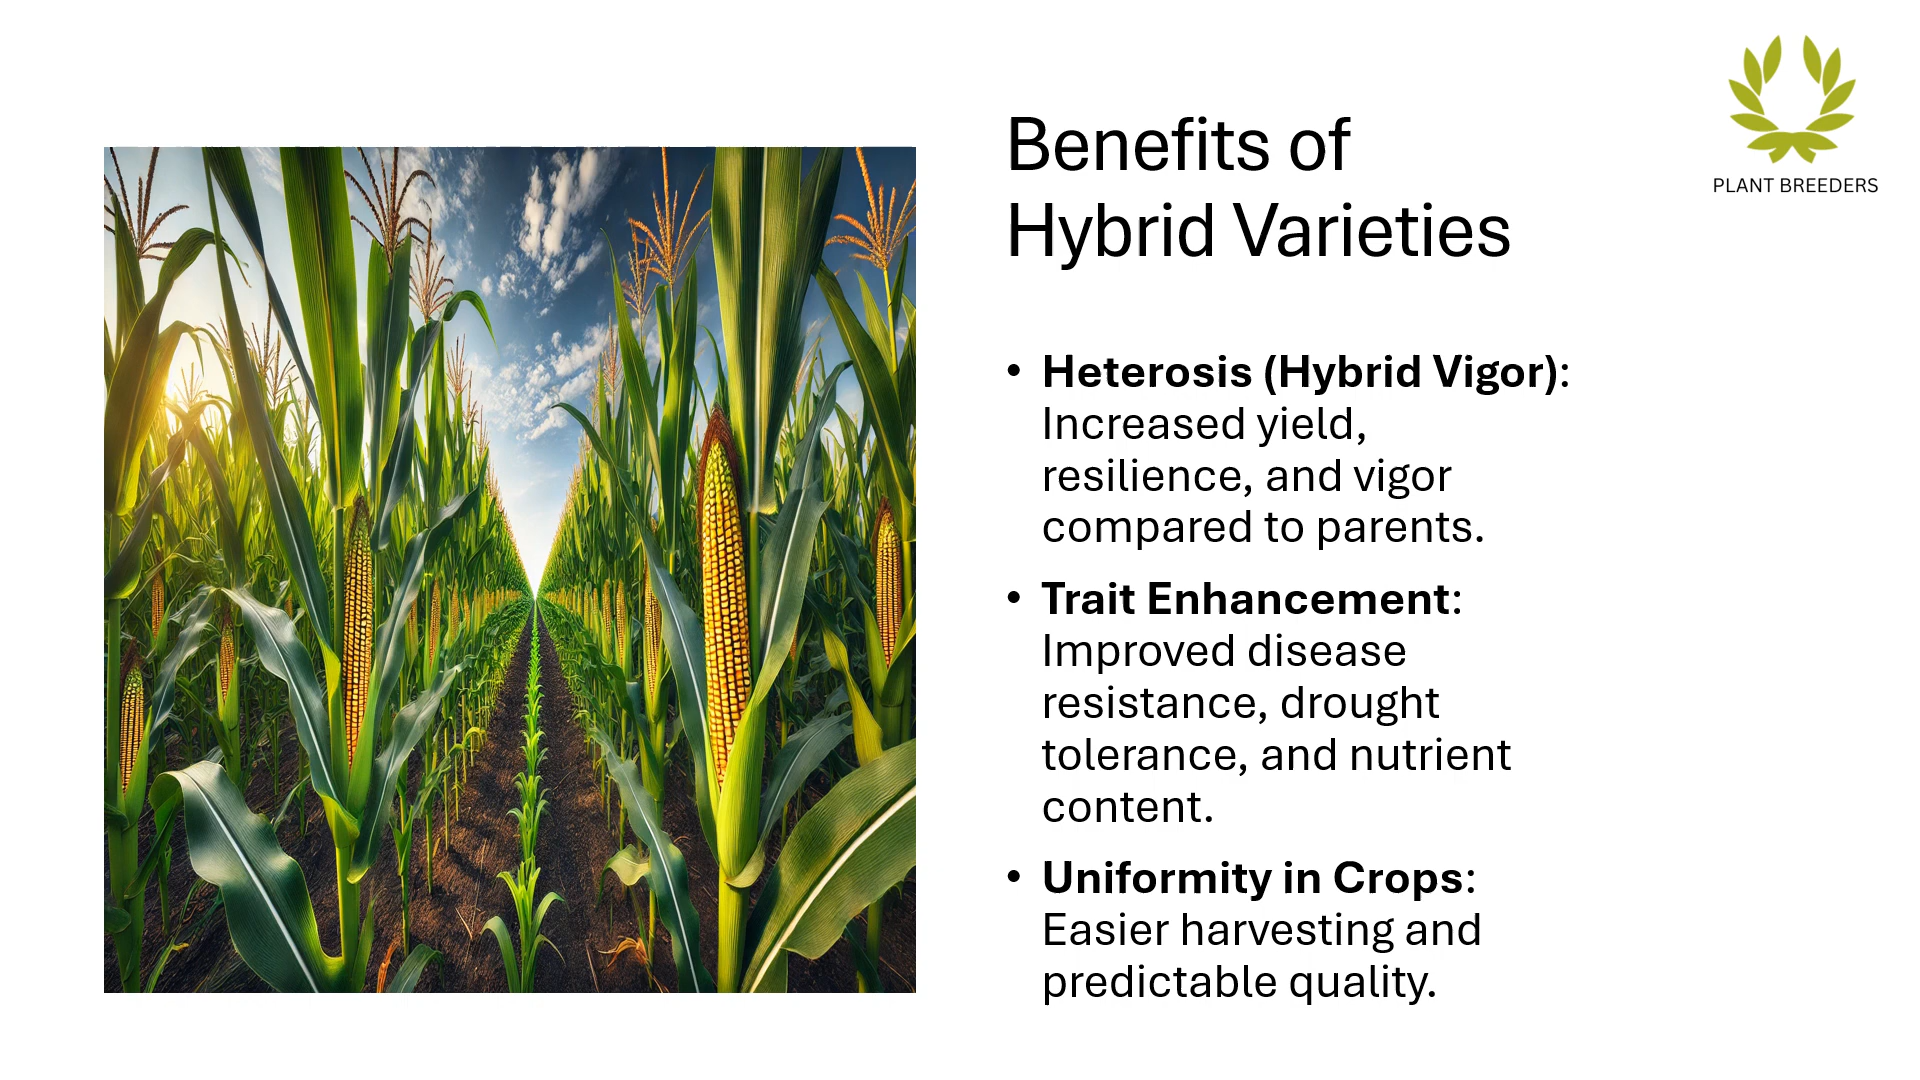 Benefits of
Hybrid Varieties
PLANT BREEDERS
• Heterosis (Hybrid Vigor):
Increased yield,
resilience, and vigor
compared to parents.
• Trait Enhancement:
Improved disease
resistance, drought
tolerance, and nutrient
content.
• Uniformity in Crops:
Easier harvesting and
predictable quality.